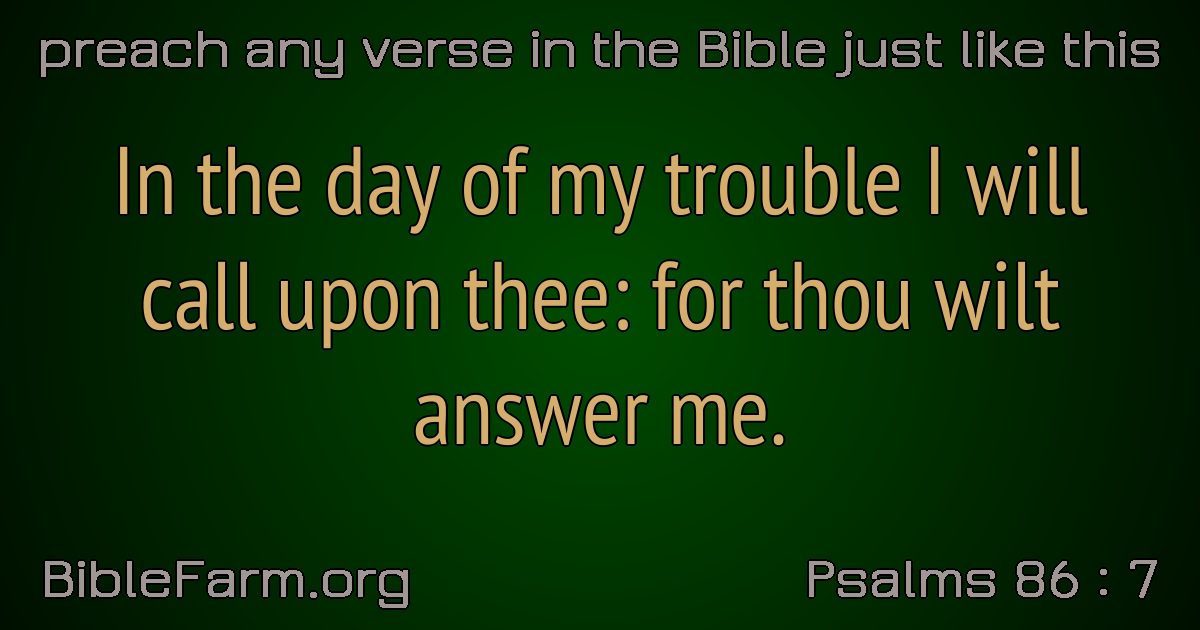 preach any verse in the Bible just like this
In the day of my trouble I will
call upon thee: for thou wilt
answer me.
BibleFarm.org
Psalms 86 : 7